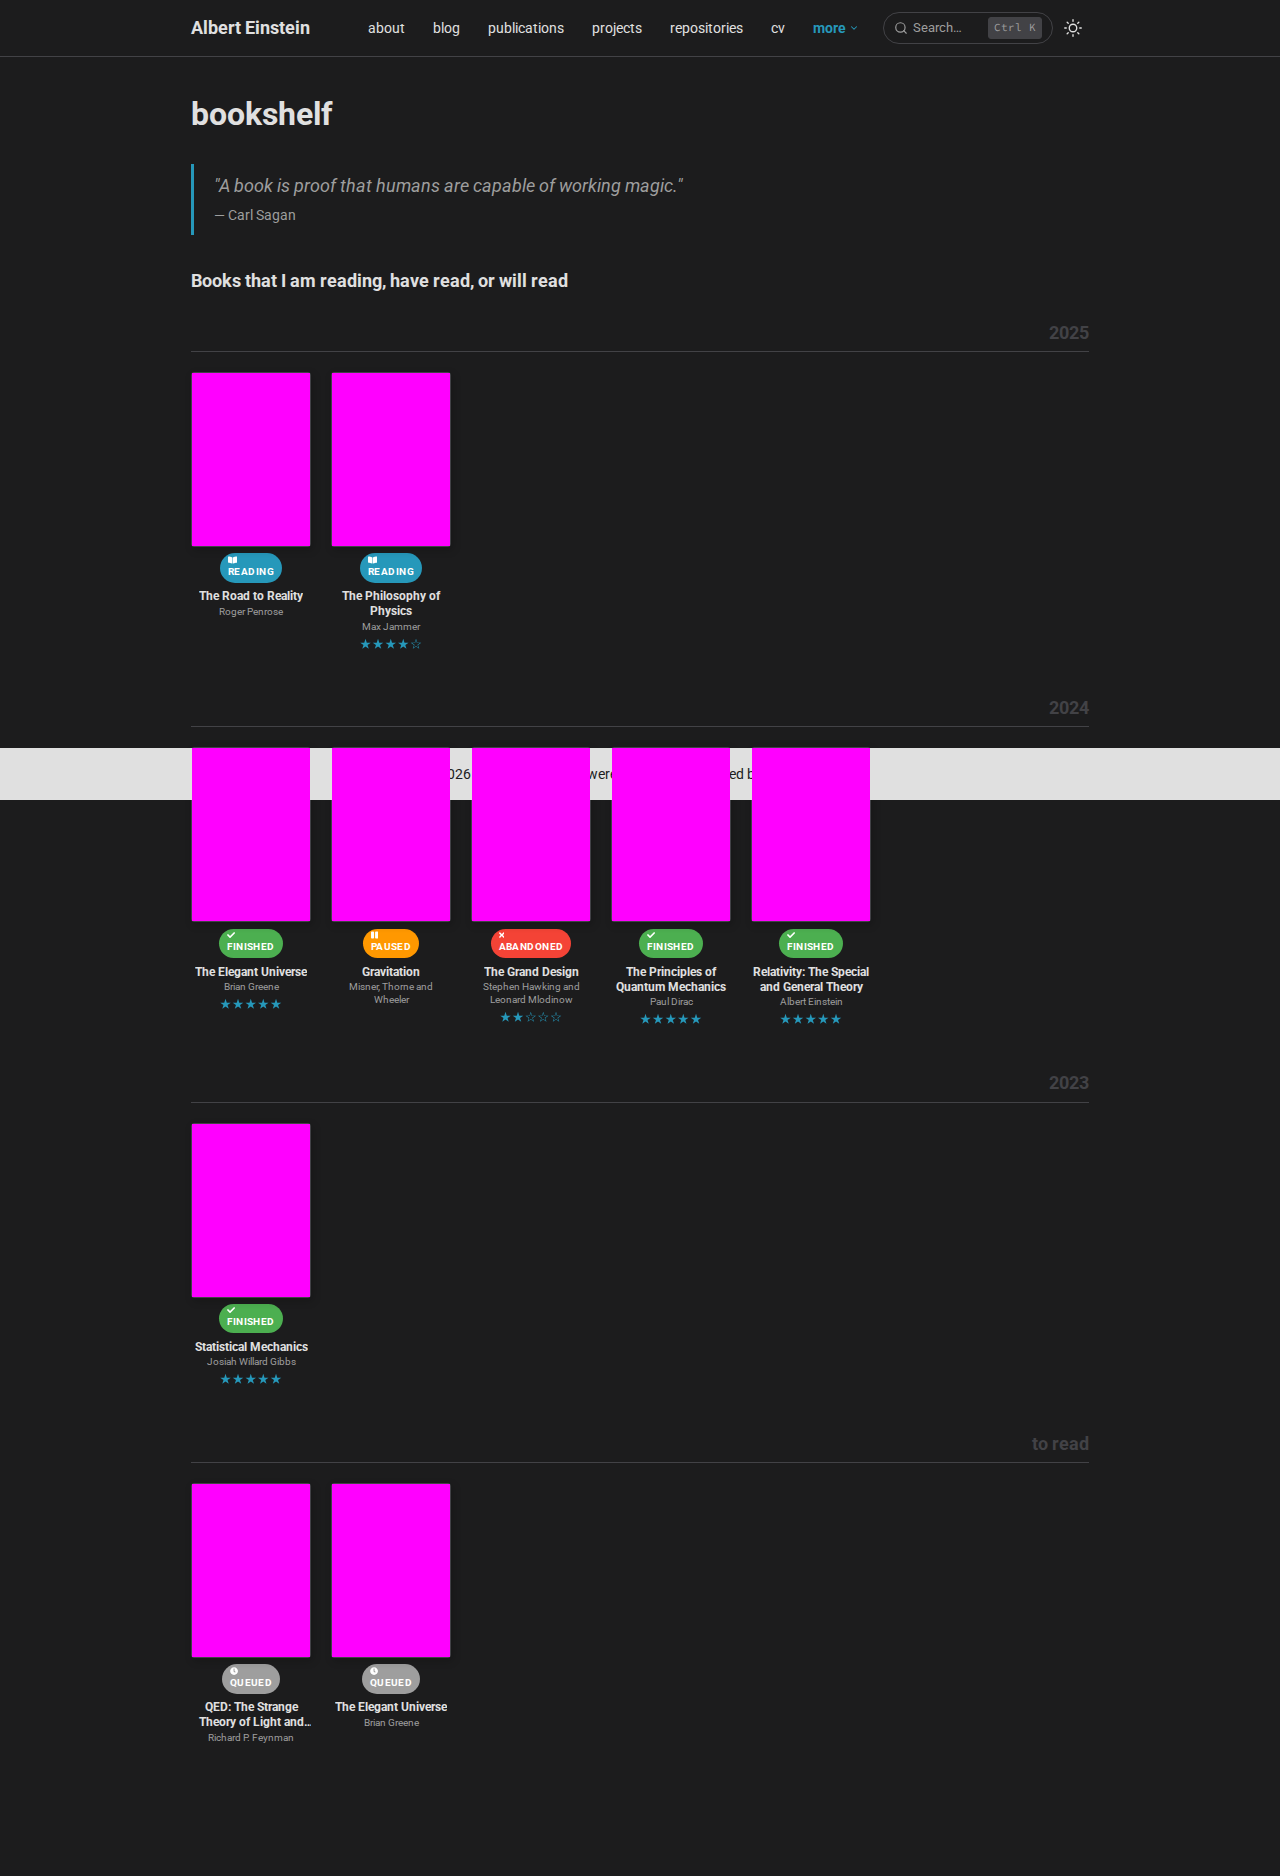 Albert Einstein about blog publications projects repositories cv more Search... Ctrl K
bookshelf
"A book is proof that humans are capable of working magic."
— Carl Sagan
Books that I am reading, have read, or will read
2025
READING
The Road to Reality
Roger Penrose
READING
The Philosophy of
Physics
Max Jammer
★★★★☆
2024
FINISHED
The Elegant Universe
Brian Greene
★★★★★
PAUSED
Gravitation
Misner, Thorne and
Wheeler
ABANDONED
The Grand Design
Stephen Hawking and
Leonard Mlodinow
★★☆☆☆
FINISHED
The Principles of
Quantum Mechanics
Paul Dirac
★★★★★
FINISHED
Relativity: The Special
and General Theory
Albert Einstein
★★★★★
2023
FINISHED
Statistical Mechanics
Josiah Willard Gibbs
★★★★★
to read
QUEUED
QED: The Strange
Theory of Light and...
Richard P. Feynman
QUEUED
The Elegant Universe
Brian Greene